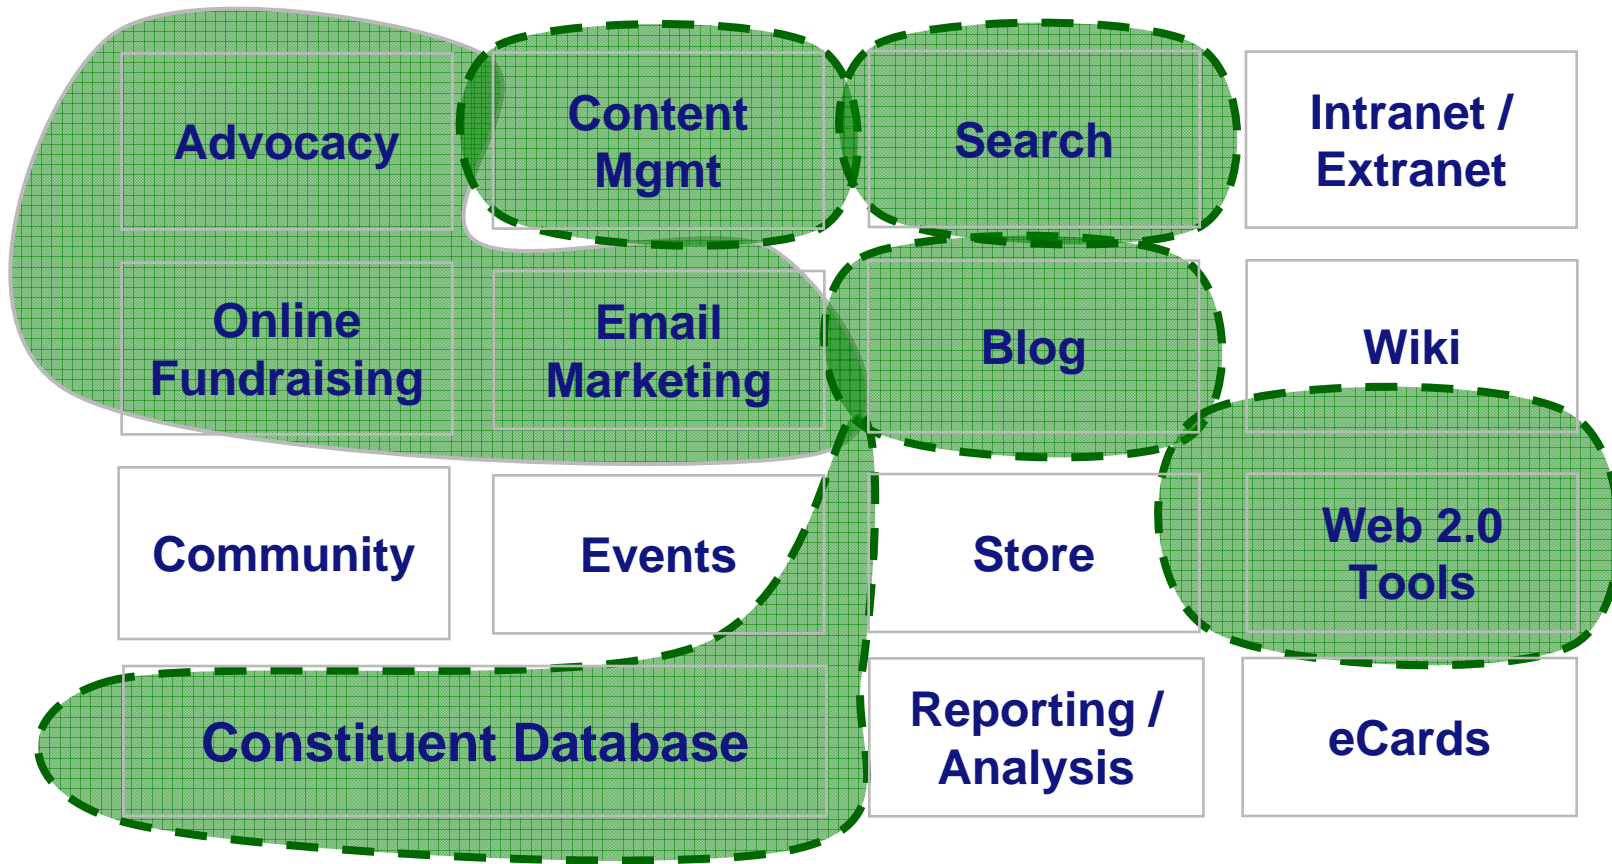 Advocacy
Content
Mgmt
Search
Intranet /
Extranet
Online
Fundraising
Email
Marketing
Blog
Wiki
Community
Events
Store
Web 2.0
Tools
Constituent Database
Reporting /
Analysis
eCards